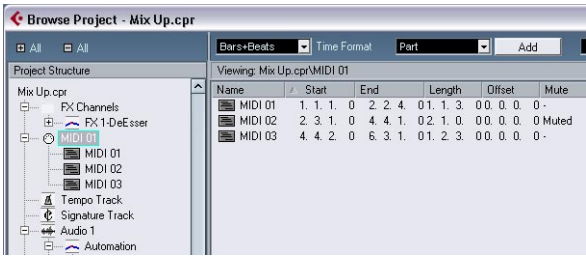 Browse Project - Mix Up.cpr
All All Bars+Beats Time Format Part Add
Project Structure Viewing: Mix Up.cpr\MIDI 01
Mix Up.cpr Name Start End Length Offset Mute
FX Channels MIDI 01 1. 1. 1. 0 2. 2. 4. 0 1. 1. 3. 0 0. 0. 0. 0 -
FX 1-DeEsser MIDI 02 2. 3. 1. 0 4. 4. 1. 0 2. 1. 0. 0 0. 0. 0. 0 Muted
MIDI 01 MIDI 03 4. 4. 2. 0 6. 3. 1. 0 1. 2. 3. 0 0. 0. 0. 0 -
MIDI 01
MIDI 02
MIDI 03
Tempo Track
Signature Track
Audio 1
Automation